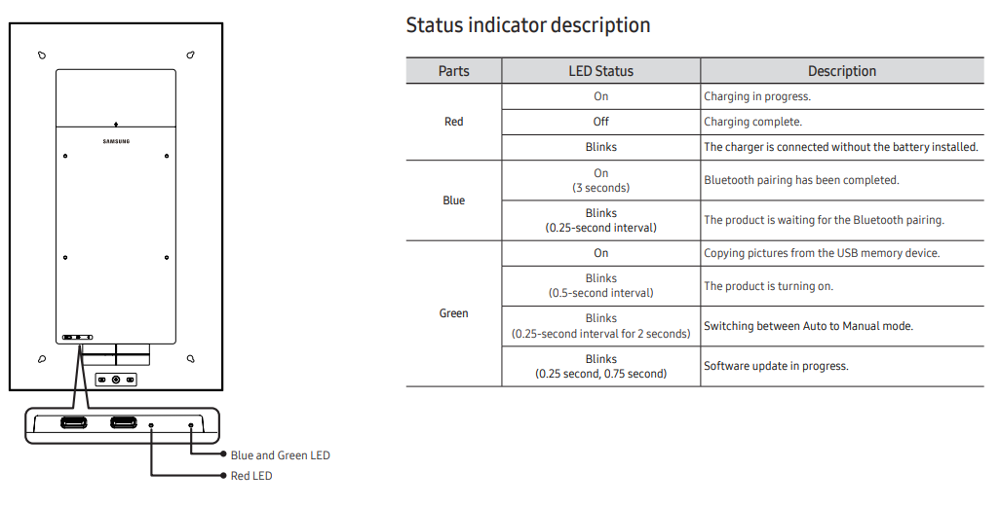 Status indicator description
Parts LED Status Description
Red
On Charging in progress.
Off Charging complete.
Blinks The charger is connected without the battery installed.
Blue
On
(3 seconds)
Bluetooth pairing has been completed.
Blinks
(0.25-second interval)
The product is waiting for the Bluetooth pairing.
Green
On Copying pictures from the USB memory device.
Blinks
(0.5-second interval)
The product is turning on.
Blinks
(0.25-second interval for 2 seconds)
Switching between Auto to Manual mode.
Blinks
(0.25 second, 0.75 second)
Software update in progress.
SAMSUNG
Blue and Green LED
Red LED